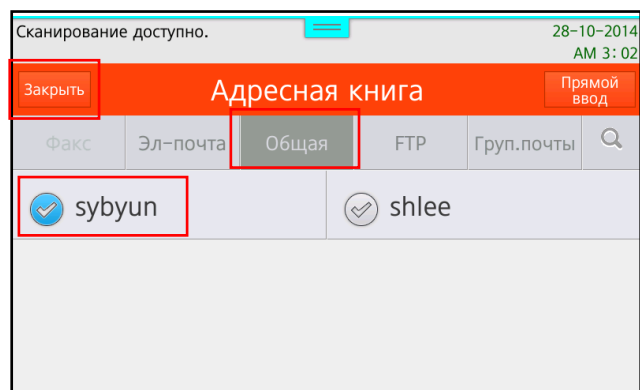 Сканирование доступно.
28-10-2014
AM 3:02
Закрыть
Адресная книга
Прямой
ввод
Факс
Эл-почта
Общая
FTP
Груп.почты
sybyun
shlee